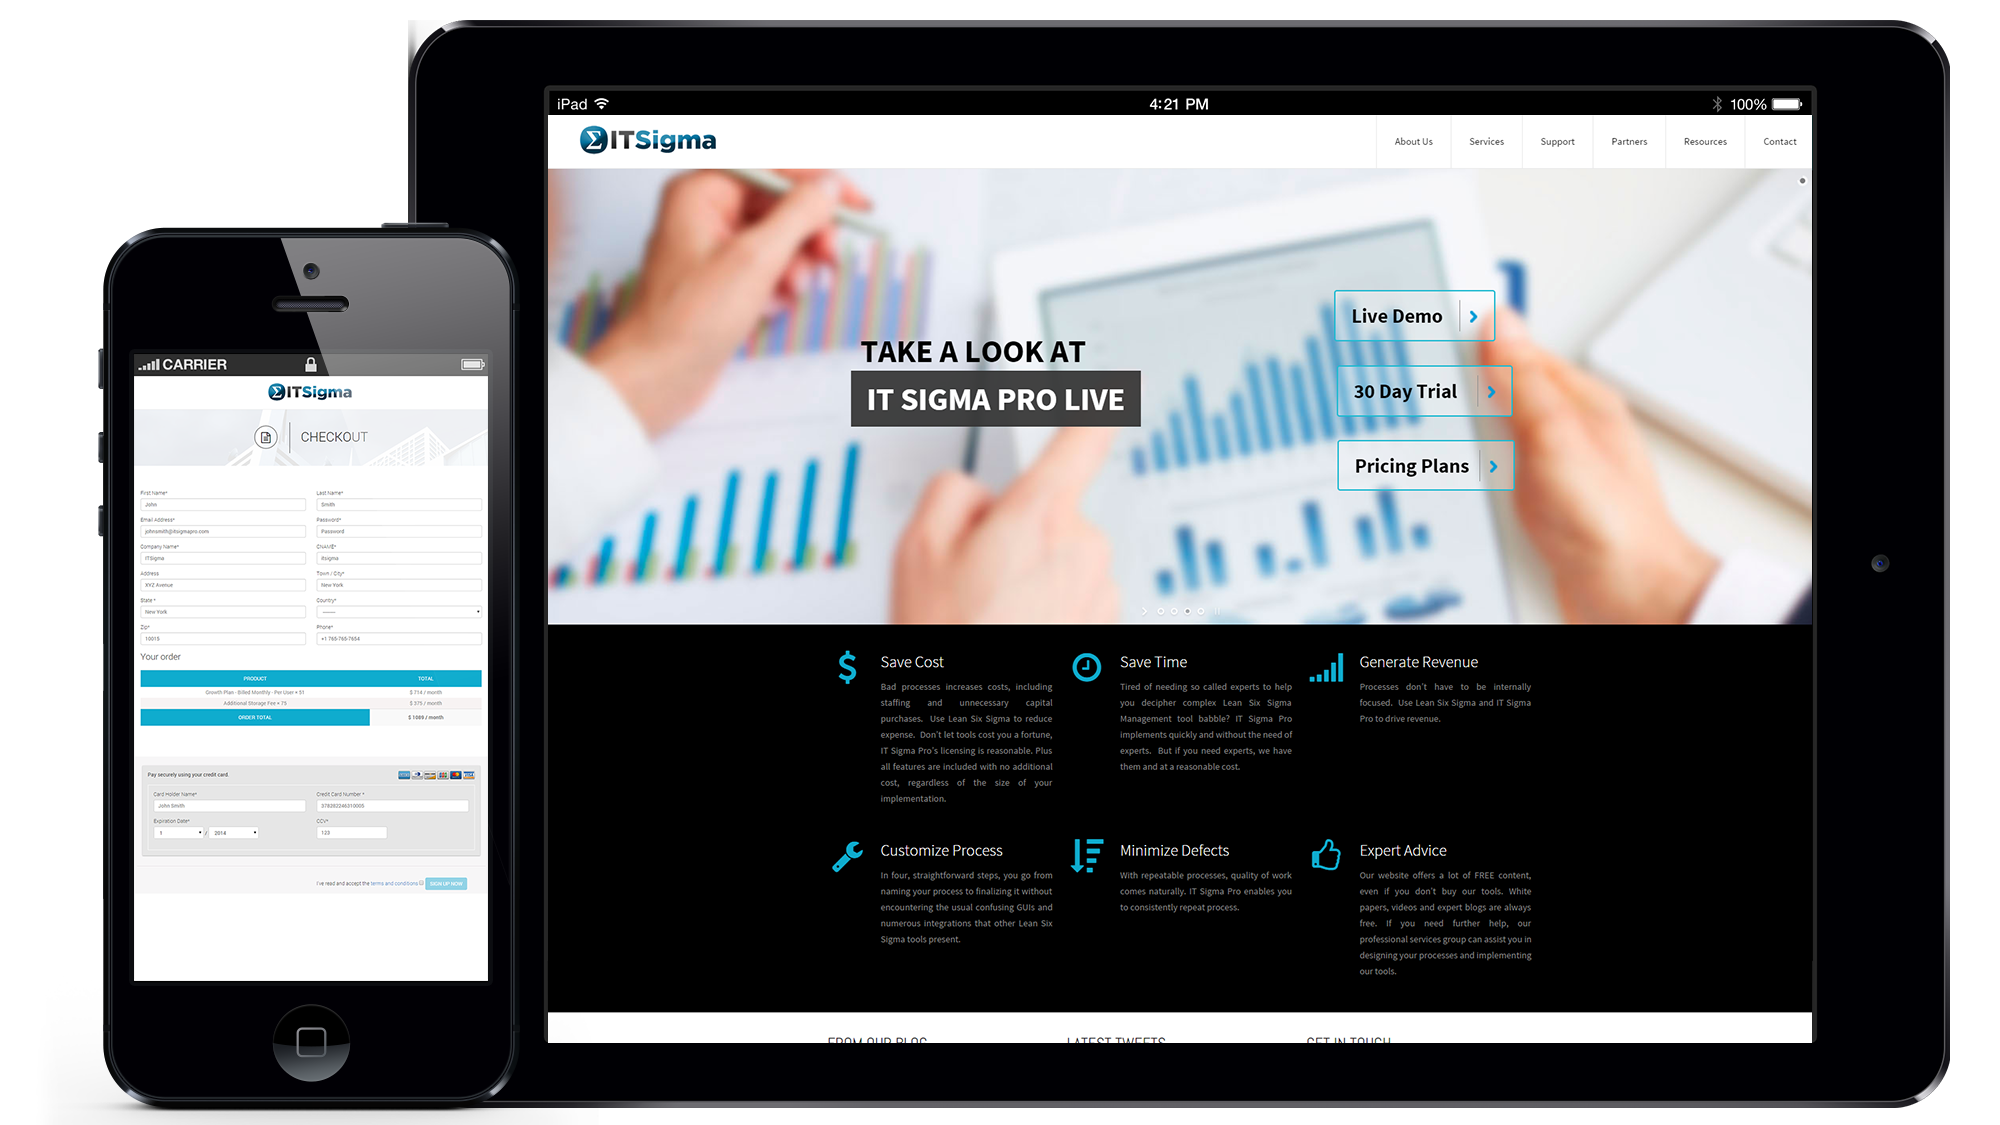 CARRIER
ITSigma
CHECKOUT
First Name* Last Name*
John Smith
Email Address* Password*
johnsmith@itsigmapro.com Password
Company Name* CNAME*
ITSigma itsigma
Address Town / City*
XYZ Avenue New York
State * Country*
New York --------
Zip* Phone*
10015 +1 765-765-7654
Your order
PRODUCT TOTAL
Growth Plan - Billed Monthly - Per User × 51 $ 714 / month
Additional Storage Fee × 75 $ 375 / month
ORDER TOTAL $ 1089 / month
Pay securely using your credit card.
Card Holder Name* Credit Card Number *
John Smith 378282246310005
Expiration Date* CCV*
1 / 2014 123
I've read and accept the terms and conditions SIGN UP NOW
iPad 4:21 PM 100%
ITSigma
About Us Services Support Partners Resources Contact
TAKE A LOOK AT
IT SIGMA PRO LIVE
Live Demo
30 Day Trial
Pricing Plans
Save Cost
Bad processes increases costs, including
staffing and unnecessary capital
purchases. Use Lean Six Sigma to reduce
expense. Don't let tools cost you a fortune,
IT Sigma Pro's licensing is reasonable. Plus
all features are included with no additional
cost, regardless of the size of your
implementation.
Save Time
Tired of needing so called experts to help
you decipher complex Lean Six Sigma
Management tool babble? IT Sigma Pro
implements quickly and without the need of
experts. But if you need experts, we have
them and at a reasonable cost.
Generate Revenue
Processes don't have to be internally
focused. Use Lean Six Sigma and IT Sigma
Pro to drive revenue.
Customize Process
In four, straightforward steps, you go from
naming your process to finalizing it without
encountering the usual confusing GUIs and
numerous integrations that other Lean Six
Sigma tools present.
Minimize Defects
With repeatable processes, quality of work
comes naturally. IT Sigma Pro enables you
to consistently repeat process.
Expert Advice
Our website offers a lot of FREE content,
even if you don't buy our tools. White
papers, videos and expert blogs are always
free. If you need further help, our
professional services group can assist you in
designing your processes and implementing
our tools.
FROM OUR BLOG LATEST TWEETS GET IN TOUCH